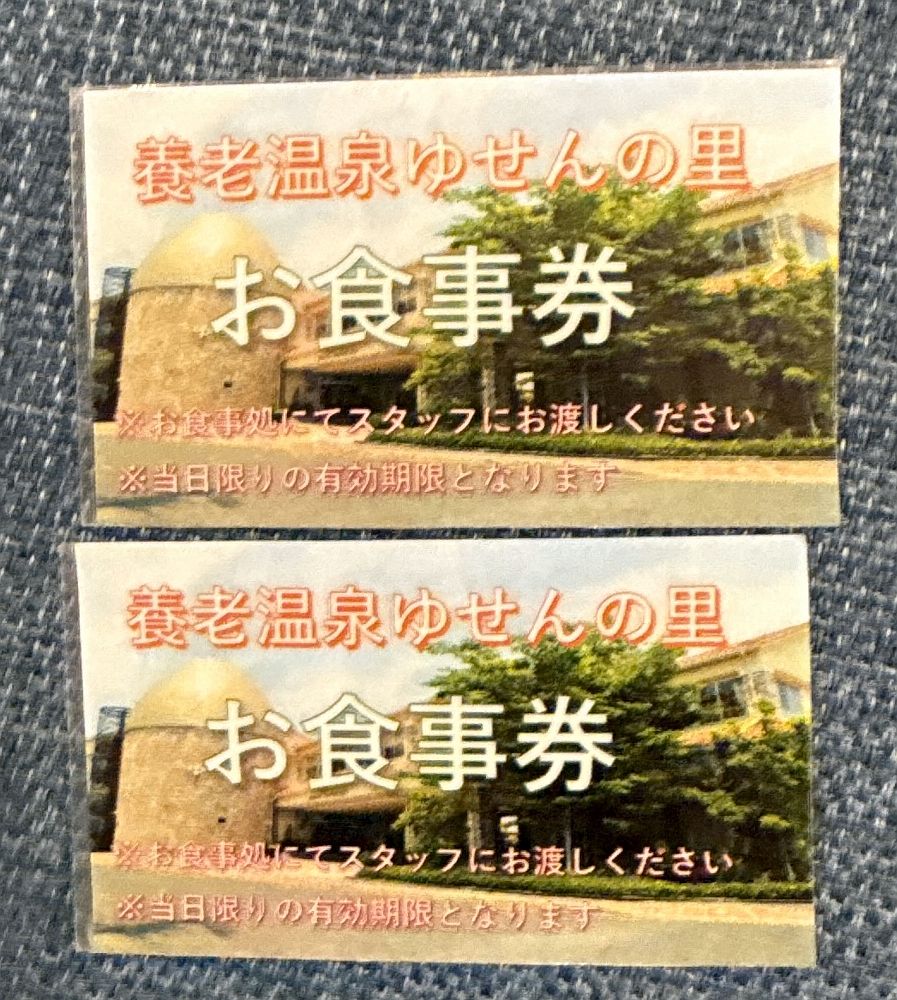 養老温泉ゆせんの里
お食事券
※お食事処にてスタッフにお渡しください
※当日限りの有効期限となります
養老温泉ゆせんの里
お食事券
※お食事処にてスタッフにお渡しください
※当日限りの有効期限となります